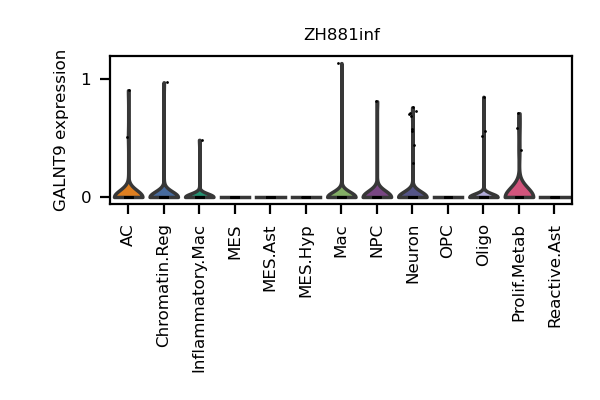 ZH881inf
GALNT9 expression
1
0
AC
Chromatin.Reg
Inflammatory.Mac
MES
MES.Ast
MES.Hyp
Mac
NPC
Neuron
OPC
Oligo
Prolif.Metab
Reactive.Ast